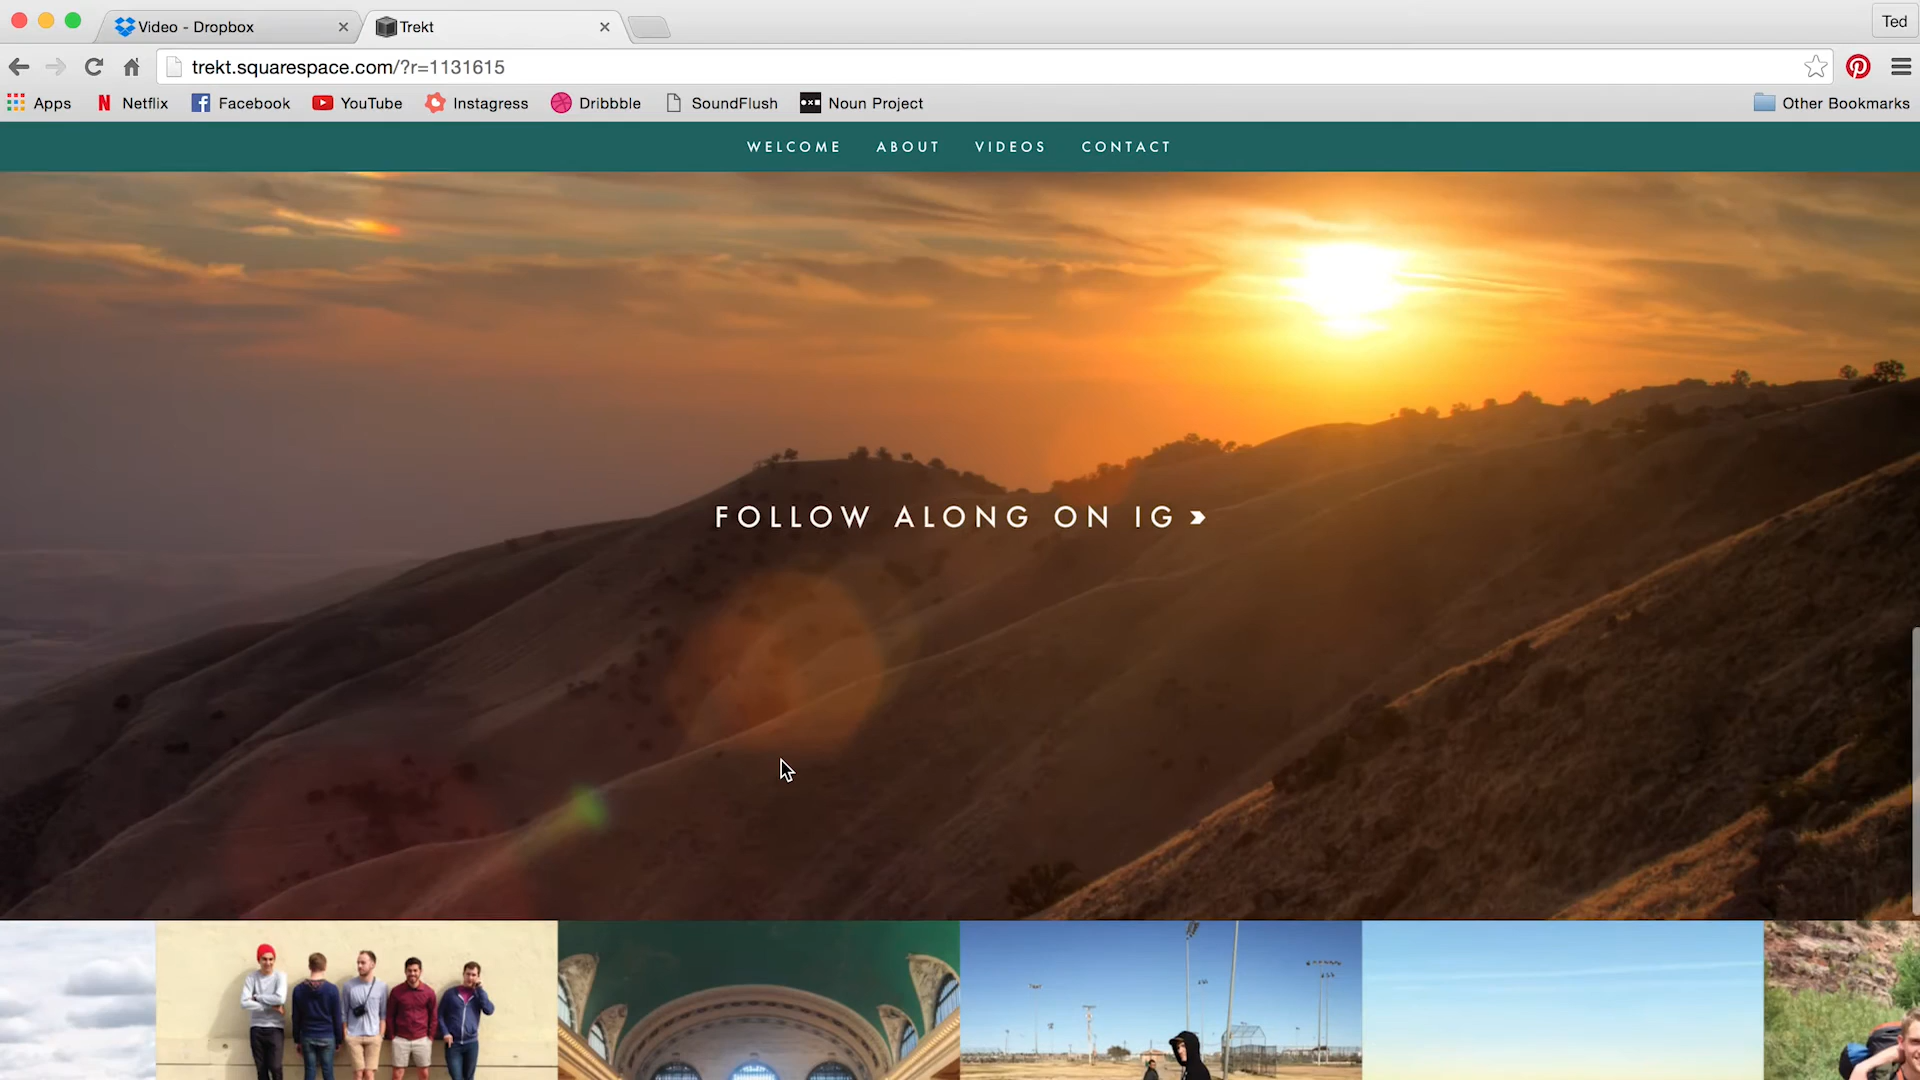 Video - Dropbox
Trekt
Ted
trekt.squarespace.com/?r=1131615
Apps Netflix Facebook YouTube Instagress Dribbble SoundFlush Noun Project Other Bookmarks
WELCOME ABOUT VIDEOS CONTACT
FOLLOW ALONG ON IG